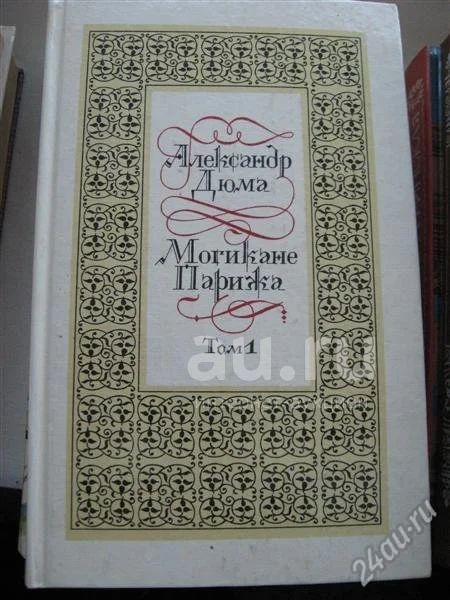 Александр
Дюма
Могикане
Парижа
Том 1
au.ru
24au.ru